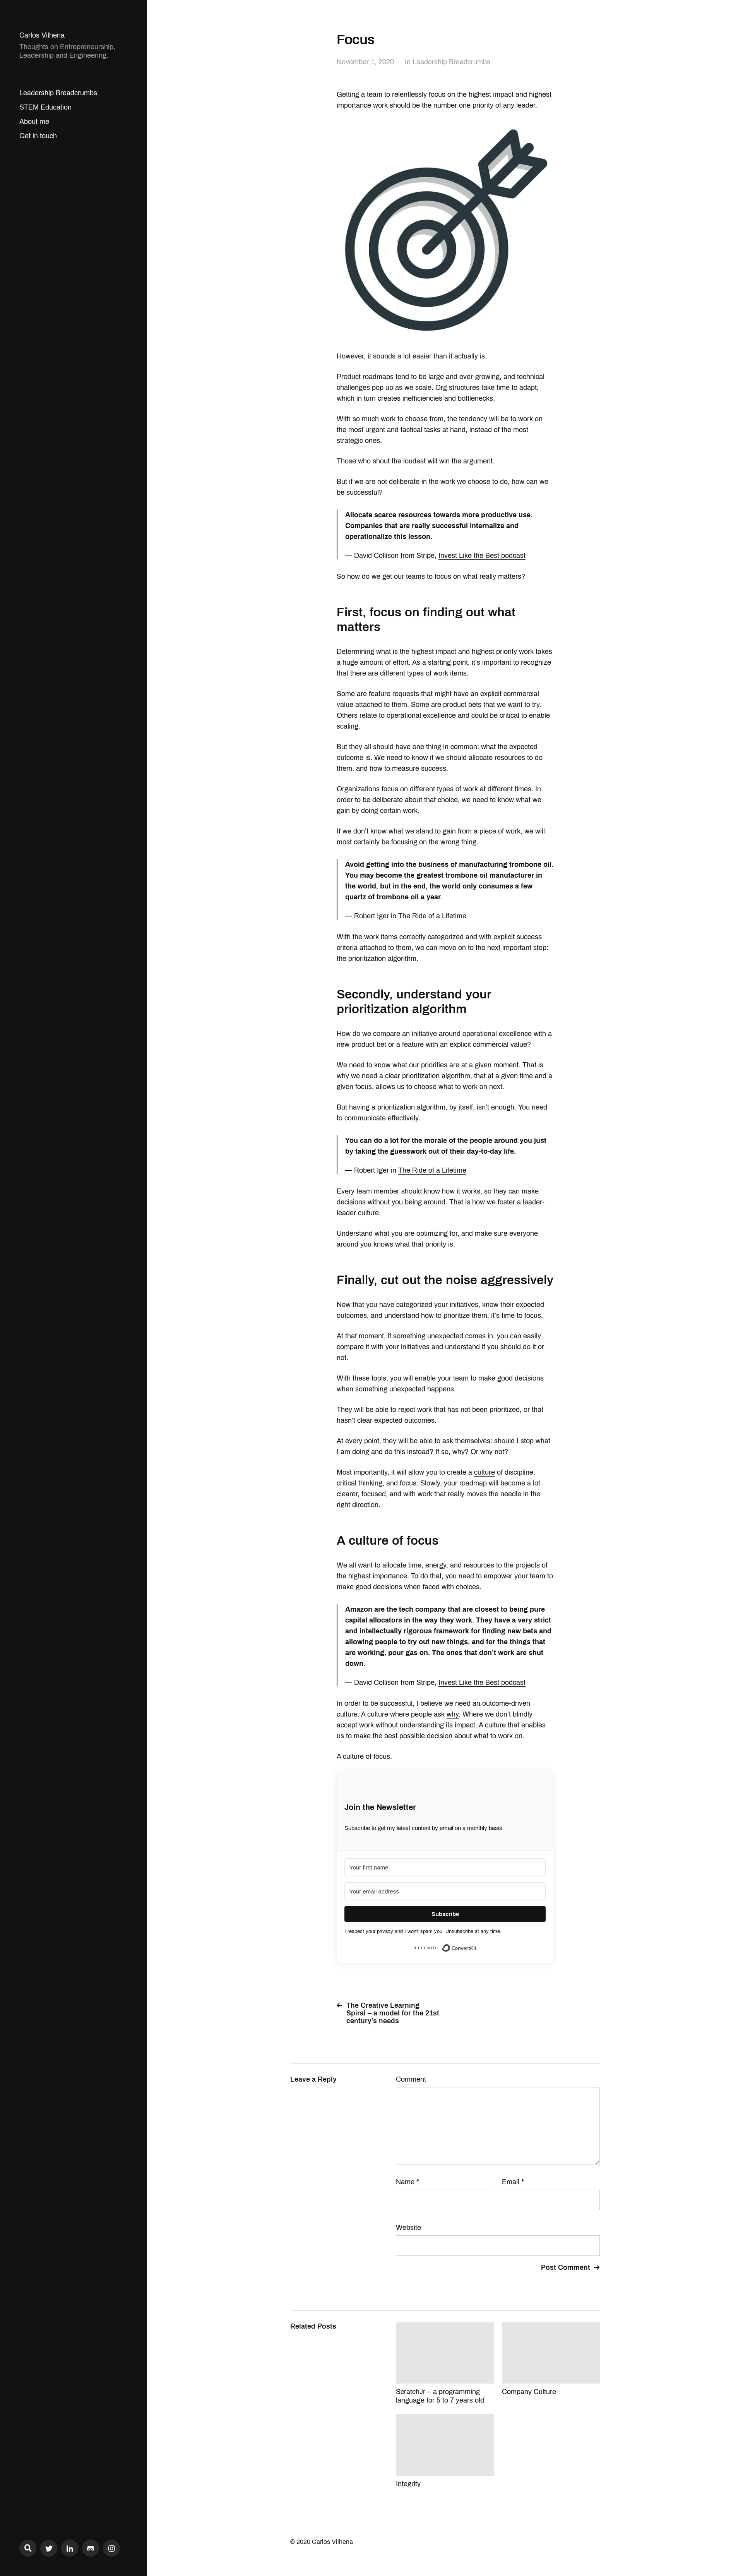 Carlos Vilhena
Thoughts on Entrepreneurship,
Leadership and Engineering.
Leadership Breadcrumbs
STEM Education
About me
Get in touch
Focus
November 1, 2020 In Leadership Breadcrumbs
Getting a team to relentlessly focus on the highest impact and highest
importance work should be the number one priority of any leader.
However, it sounds a lot easier than it actually is.
Product roadmaps tend to be large and ever-growing, and technical
challenges pop up as we scale. Org structures take time to adapt,
which in turn creates inefficiencies and bottlenecks.
With so much work to choose from, the tendency will be to work on
the most urgent and tactical tasks at hand, instead of the most
strategic ones.
Those who shout the loudest will win the argument.
But if we are not deliberate in the work we choose to do, how can we
be successful?
Allocate scarce resources towards more productive use.
Companies that are really successful internalize and
operationalize this lesson.
— David Collison from Stripe, Invest Like the Best podcast
So how do we get our teams to focus on what really matters?
First, focus on finding out what
matters
Determining what is the highest impact and highest priority work takes
a huge amount of effort. As a starting point, it’s important to recognize
that there are different types of work items.
Some are feature requests that might have an explicit commercial
value attached to them. Some are product bets that we want to try.
Others relate to operational excellence and could be critical to enable
scaling.
But they all should have one thing in common: what the expected
outcome is. We need to know if we should allocate resources to do
them, and how to measure success.
Organizations focus on different types of work at different times. In
order to be deliberate about that choice, we need to know what we
gain by doing certain work.
If we don’t know what we stand to gain from a piece of work, we will
most certainly be focusing on the wrong thing.
Avoid getting into the business of manufacturing trombone oil.
You may become the greatest trombone oil manufacturer in
the world, but in the end, the world only consumes a few
quartz of trombone oil a year.
— Robert Iger in The Ride of a Lifetime
With the work items correctly categorized and with explicit success
criteria attached to them, we can move on to the next important step:
the prioritization algorithm.
Secondly, understand your
prioritization algorithm
How do we compare an initiative around operational excellence with a
new product bet or a feature with an explicit commercial value?
We need to know what our priorities are at a given moment. That is
why we need a clear prioritization algorithm, that at a given time and a
given focus, allows us to choose what to work on next.
But having a prioritization algorithm, by itself, isn’t enough. You need
to communicate effectively.
You can do a lot for the morale of the people around you just
by taking the guesswork out of their day-to-day life.
— Robert Iger in The Ride of a Lifetime
Every team member should know how it works, so they can make
decisions without you being around. That is how we foster a leader-
leader culture.
Understand what you are optimizing for, and make sure everyone
around you knows what that priority is.
Finally, cut out the noise aggressively
Now that you have categorized your initiatives, know their expected
outcomes, and understand how to prioritize them, it’s time to focus.
At that moment, if something unexpected comes in, you can easily
compare it with your initiatives and understand if you should do it or
not.
With these tools, you will enable your team to make good decisions
when something unexpected happens.
They will be able to reject work that has not been prioritized, or that
hasn’t clear expected outcomes.
At every point, they will be able to ask themselves: should I stop what
I am doing and do this instead? If so, why? Or why not?
Most importantly, it will allow you to create a culture of discipline,
critical thinking, and focus. Slowly, your roadmap will become a lot
clearer, focused, and with work that really moves the needle in the
right direction.
A culture of focus
We all want to allocate time, energy, and resources to the projects of
the highest importance. To do that, you need to empower your team to
make good decisions when faced with choices.
Amazon are the tech company that are closest to being pure
capital allocators in the way they work. They have a very strict
and intellectually rigorous framework for finding new bets and
allowing people to try out new things, and for the things that
are working, pour gas on. The ones that don’t work are shut
down.
— David Collison from Stripe, Invest Like the Best podcast
In order to be successful, I believe we need an outcome-driven
culture. A culture where people ask why. Where we don’t blindly
accept work without understanding its impact. A culture that enables
us to make the best possible decision about what to work on.
A culture of focus.
Join the Newsletter
Subscribe to get my latest content by email on a monthly basis.
Your first name
Your email address
Subscribe
I respect your privacy and I won't spam you. Unsubscribe at any time.
BUILT WITH ConvertKit
The Creative Learning
Spiral – a model for the 21st
century’s needs
Leave a Reply
Comment
Name * Email *
Website
Post Comment
Related Posts
ScratchJr – a programming
language for 5 to 7 years old
Company Culture
Integrity
© 2020 Carlos Vilhena